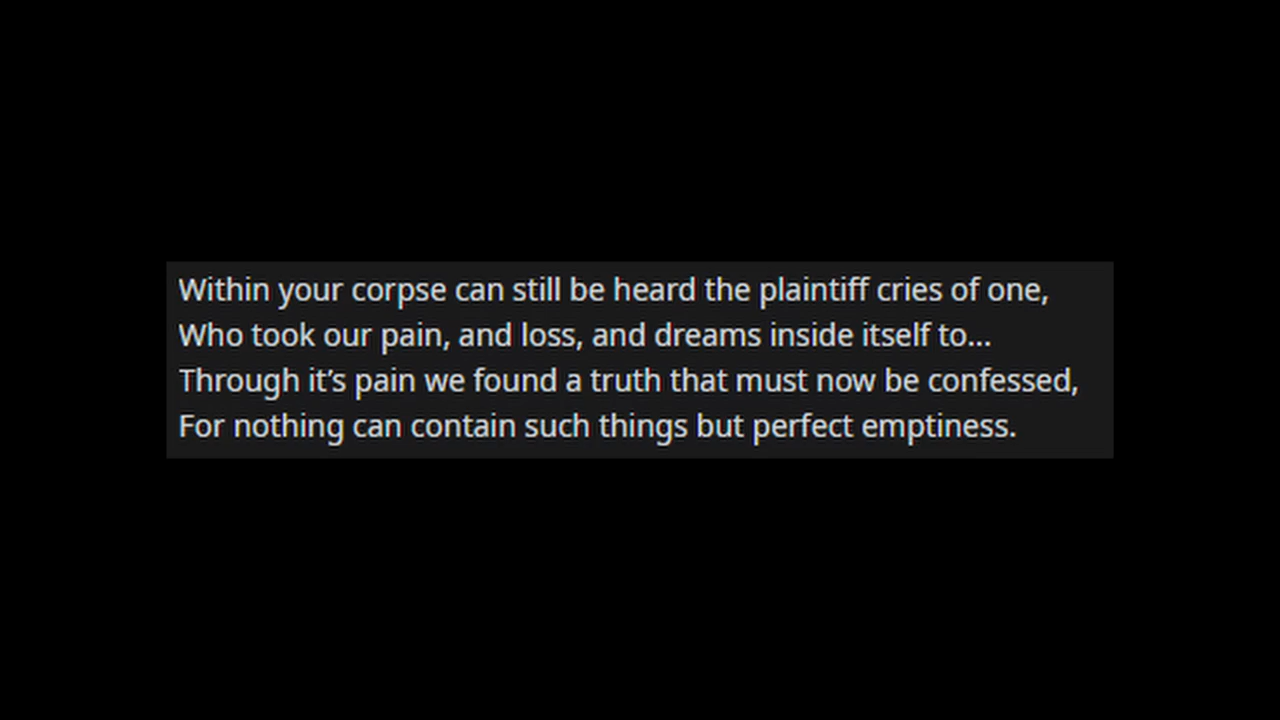 Within your corpse can still be heard the plaintiff cries of one,
Who took our pain, and loss, and dreams inside itself to...
Through it’s pain we found a truth that must now be confessed,
For nothing can contain such things but perfect emptiness.